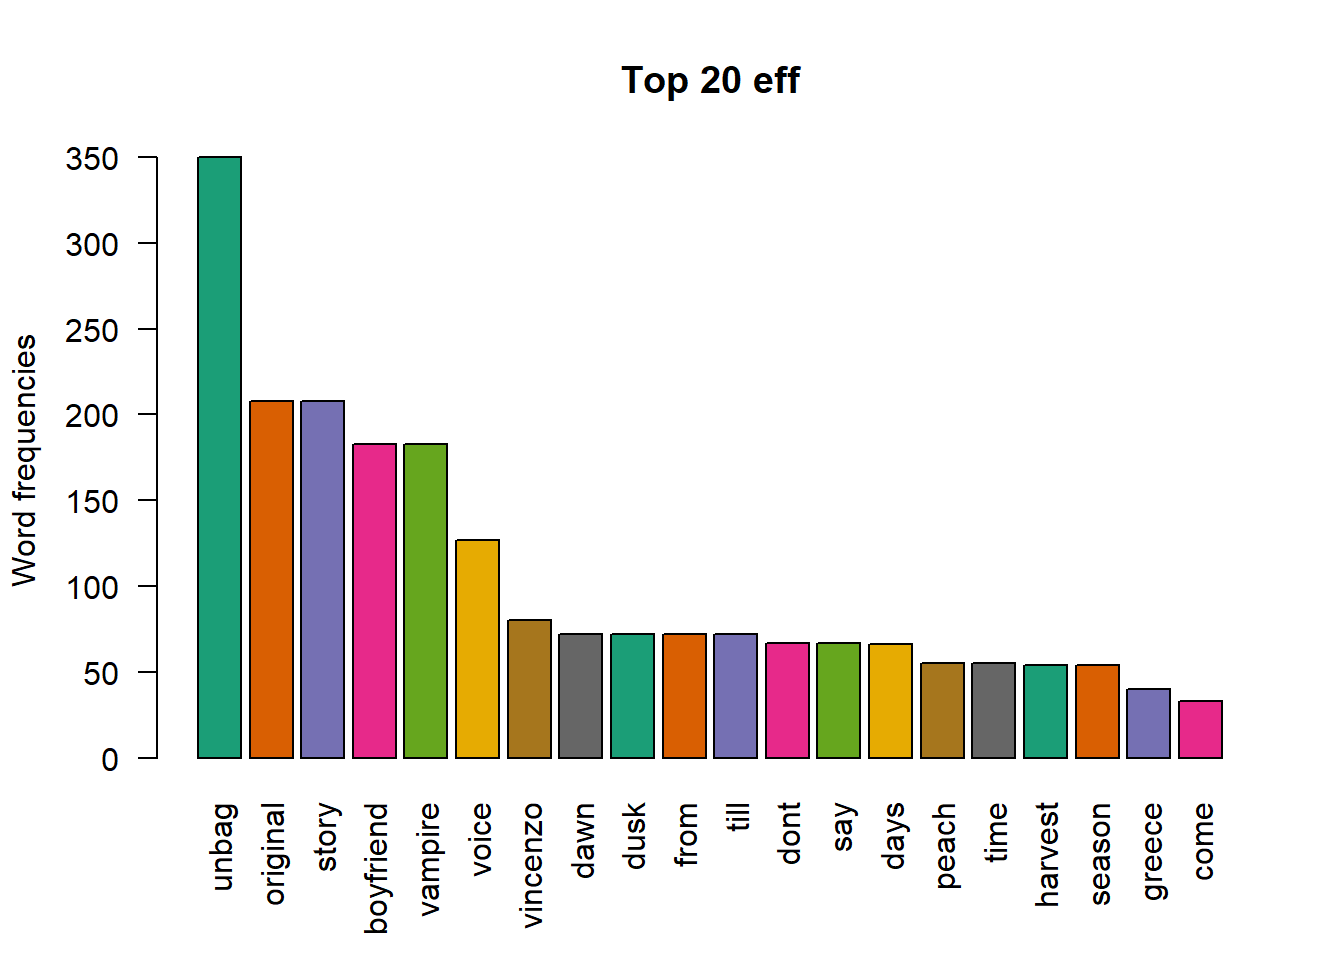 Top 20 eff
Word frequencies
350
300
250
200
150
100
50
0
unbag
original
story
boyfriend
vampire
voice
vincenzo
dawn
dusk
from
till
dont
say
days
peach
time
harvest
season
greece
come